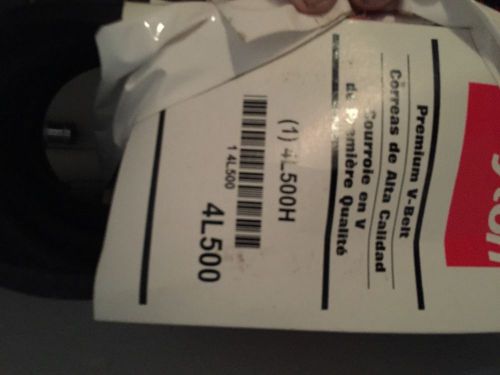 Premium V-Belt
Correas de Alta Calidad
Courroie en V
de Première Qualité
(1) 4L500H
1 4L500
4L500